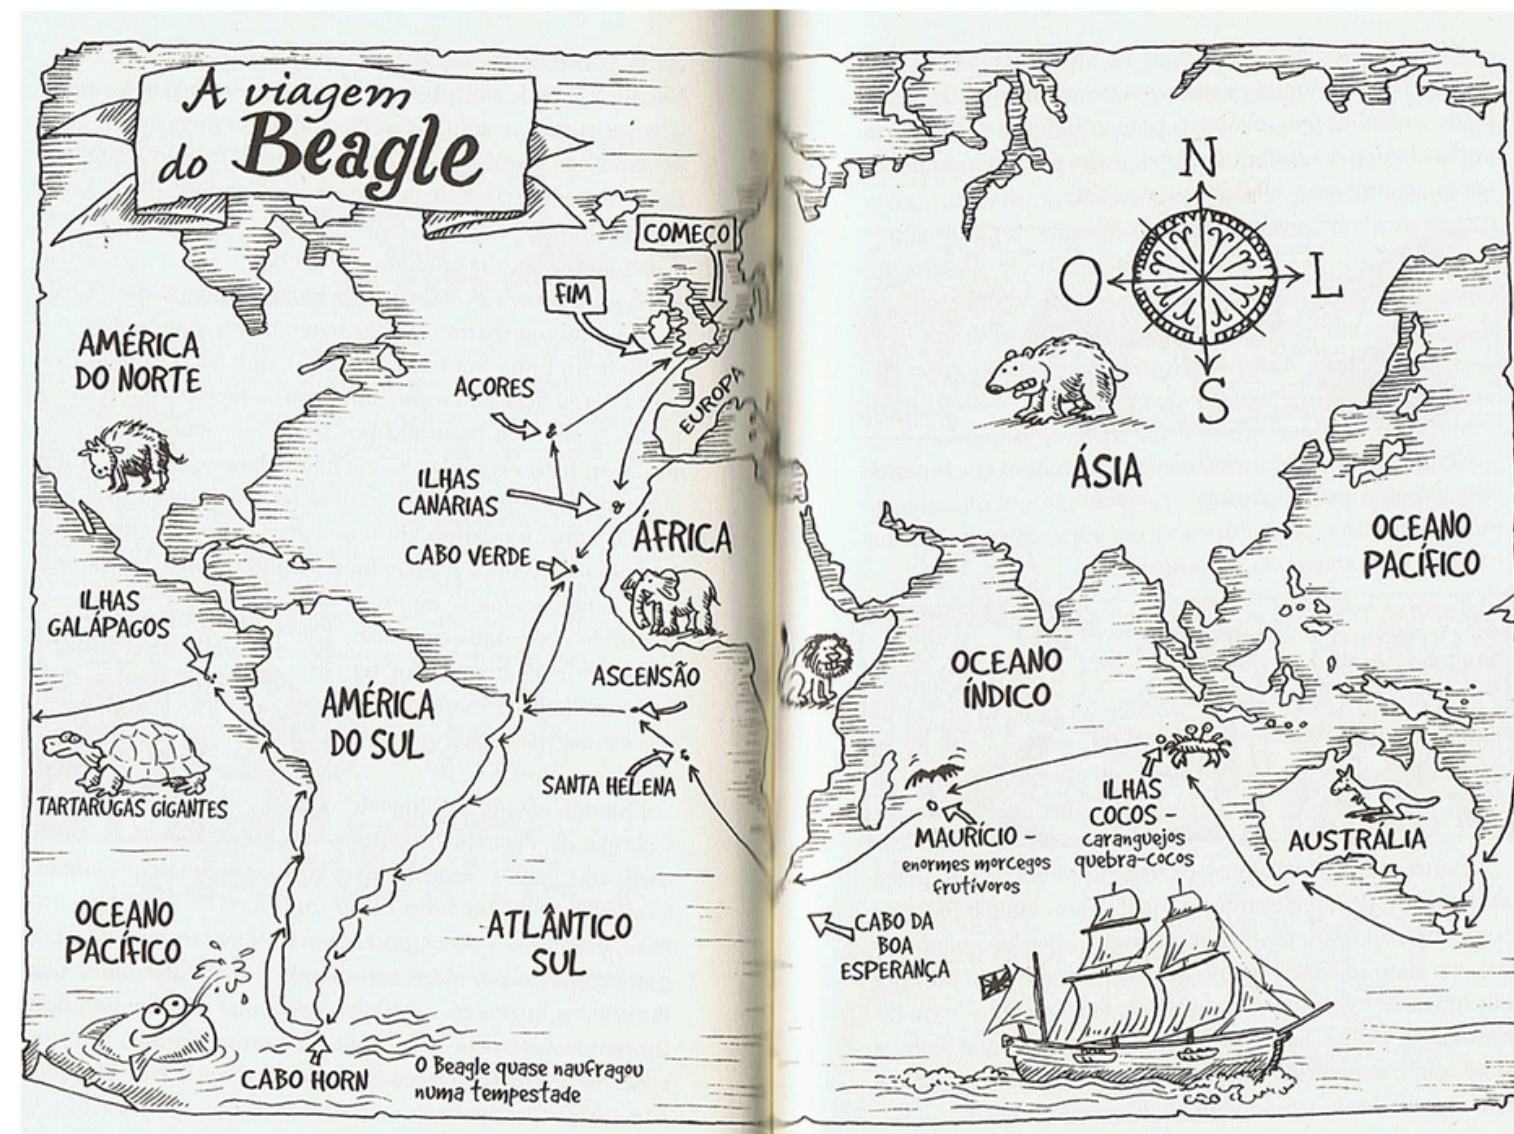 A viagem
do Beagle
COMEÇO
FIM
AMÉRICA
DO NORTE
AÇORES
EUROPA
ILHAS
CANÁRIAS
CABO VERDE
ÁFRICA
ILHAS
GALÁPAGOS
ASCENSÃO
AMÉRICA
DO SUL
SANTA HELENA
TARTARUGAS GIGANTES
OCEANO
PACÍFICO
ATLÂNTICO
SUL
CABO HORN
O Beagle quase naufragou
numa tempestade
N
O
L
S
ÁSIA
OCEANO
PACÍFICO
OCEANO
ÍNDICO
ILHAS
COCOS -
caranguejos
quebra-cocos
MAURÍCIO -
enormes morcegos
frutívoros
AUSTRÁLIA
CABO DA
BOA
ESPERANÇA